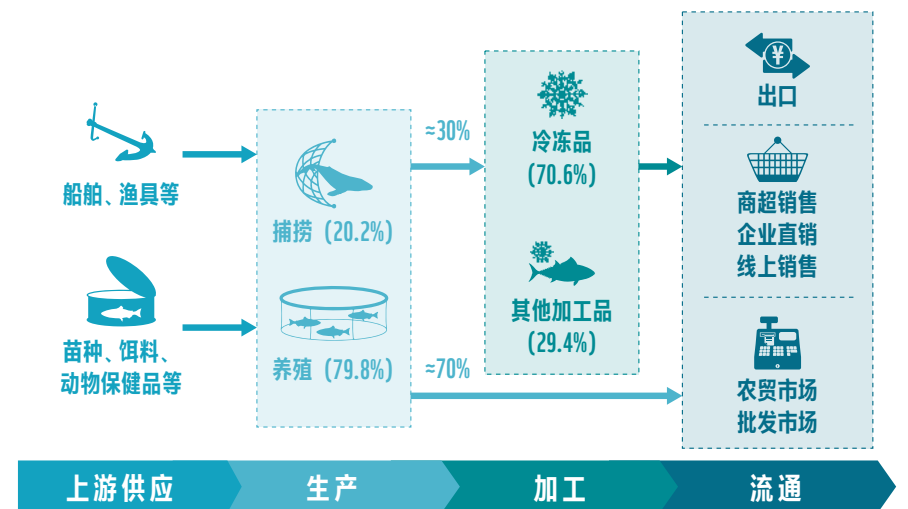 船舶、渔具等
苗种、饵料、
动物保健品等
捕捞 (20.2%)
养殖 (79.8%)
≈30%
≈70%
冷冻品
(70.6%)
其他加工品
(29.4%)
¥
出口
商超销售
企业直销
线上销售
农贸市场
批发市场
上游供应
生产
加工
流通